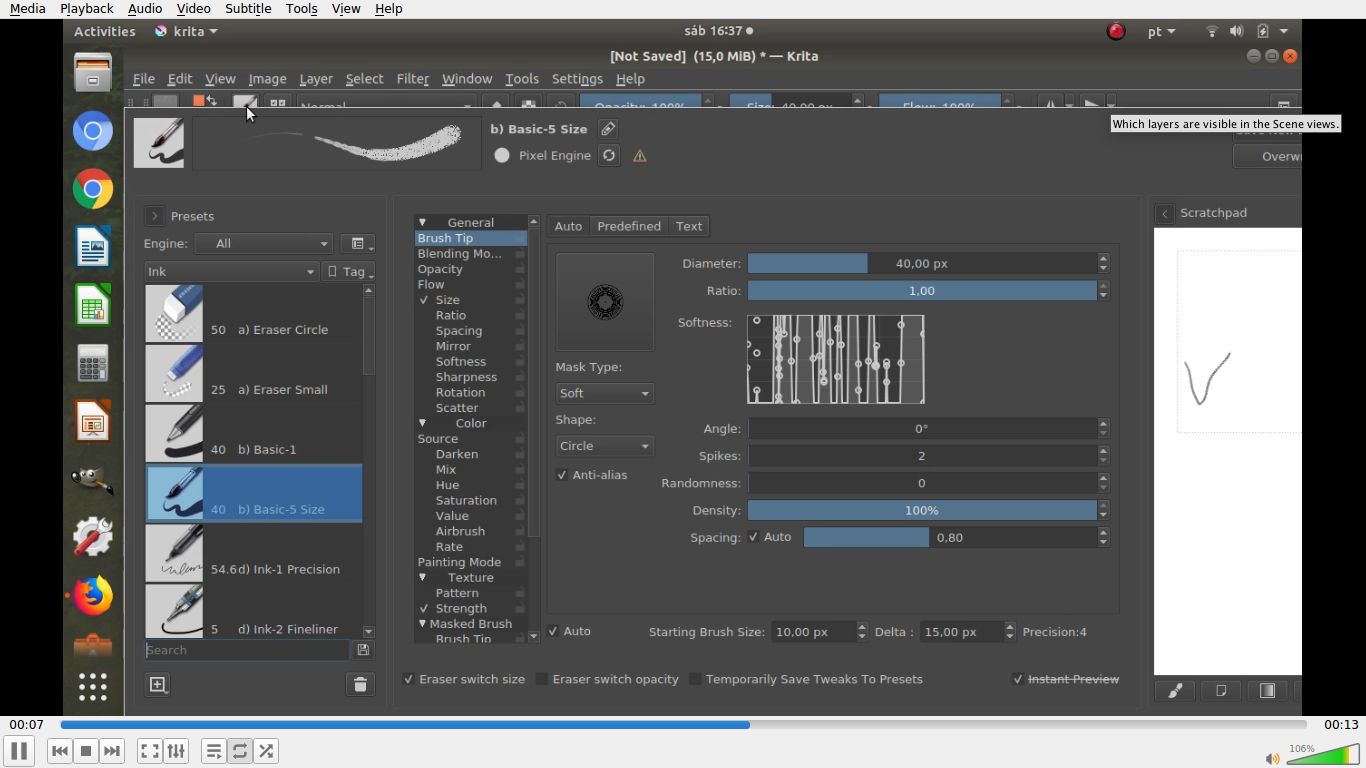 Media Playback Audio Video Subtitle Tools View Help
Activities krita sáb 16:37 pt
[Not Saved] (15,0 MiB) * — Krita
File Edit View Image Layer Select Filter Window Tools Settings Help
Normal Opacity: 100% Size: 40,00 px Flow: 100%
Which layers are visible in the Scene views.
b) Basic-5 Size
Pixel Engine
Overw
Presets
Engine: All
Ink Tag
50 a) Eraser Circle
25 a) Eraser Small
40 b) Basic-1
40 b) Basic-5 Size
54.6 d) Ink-1 Precision
5 d) Ink-2 Fineliner
Search
General
Brush Tip
Blending Mo...
Opacity
Flow
✓ Size
Ratio
Spacing
Mirror
Softness
Sharpness
Rotation
Scatter
Color
Source
Darken
Mix
Hue
Saturation
Value
Airbrush
Rate
Painting Mode
Texture
Pattern
✓ Strength
Masked Brush
Brush Tip
Auto Predefined Text
Diameter: 40,00 px
Ratio: 1,00
Softness:
Mask Type:
Soft
Shape:
Circle
✓ Anti-alias
Angle: 0°
Spikes: 2
Randomness: 0
Density: 100%
Spacing: ✓ Auto 0,80
✓ Auto Starting Brush Size: 10,00 px Delta : 15,00 px Precision:4
✓ Eraser switch size Eraser switch opacity Temporarily Save Tweaks To Presets ✓ Instant Preview
Scratchpad
00:07 00:13
106%